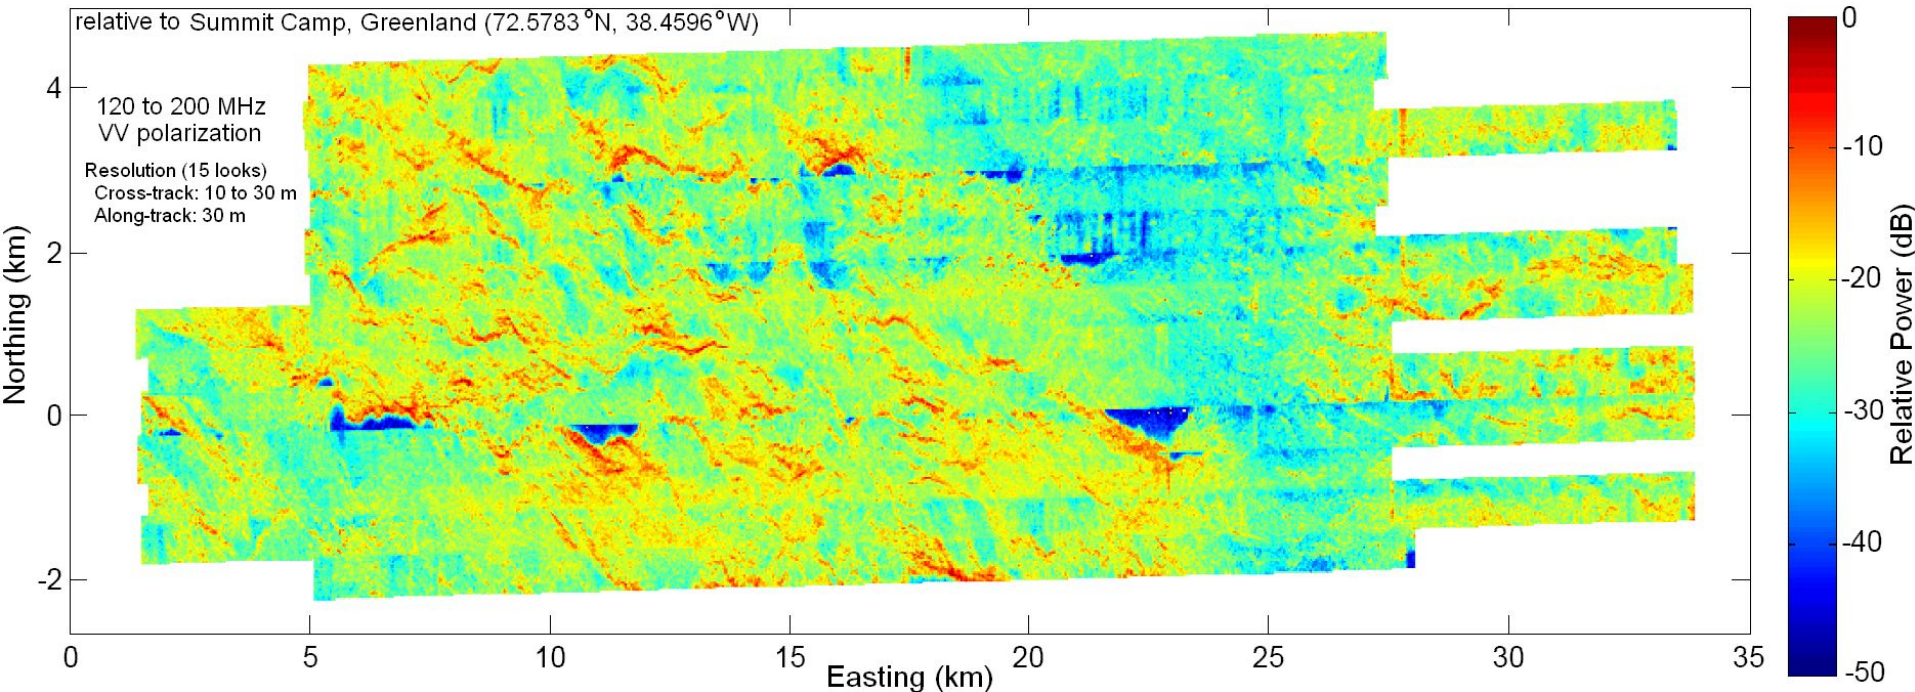 relative to Summit Camp, Greenland (72.5783°N, 38.4596°W)
120 to 200 MHz
VV polarization
Resolution (15 looks)
Cross-track: 10 to 30 m
Along-track: 30 m
Northing (km)
4
2
0
-2
0 5 10 15 20 25 30 35
Easting (km)
0
-10
-20
-30
-40
-50
Relative Power (dB)